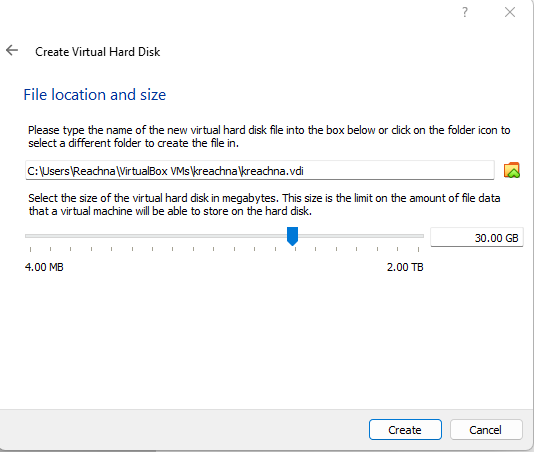 ?
Create Virtual Hard Disk
File location and size
Please type the name of the new virtual hard disk file into the box below or click on the folder icon to
select a different folder to create the file in.
C:\Users\Reachna\VirtualBox VMs\kreachna\kreachna.vdi
Select the size of the virtual hard disk in megabytes. This size is the limit on the amount of file data
that a virtual machine will be able to store on the hard disk.
30.00 GB
4.00 MB 2.00 TB
Create Cancel